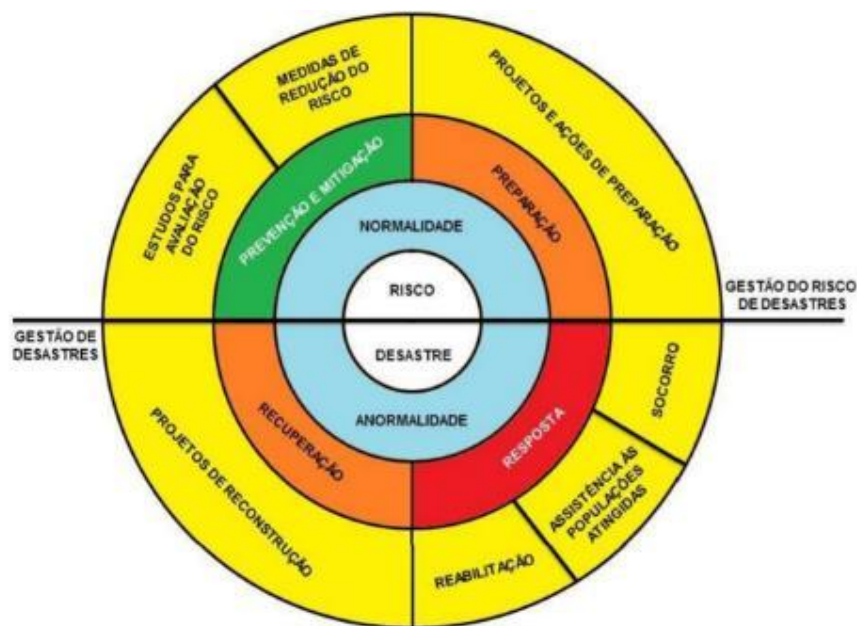 MEDIDAS DE
REDUÇÃO DO
RISCO
PROJETOS E AÇÕES DE PREPARAÇÃO
ESTUDOS PARA
AVALIAÇÃO
DO RISCO
PREVENÇÃO E MITIGAÇÃO
PREPARAÇÃO
NORMALIDADE
RISCO
GESTÃO DO RISCO
DE DESASTRES
GESTÃO DE
DESASTRES
DESASTRE
ANORMALIDADE
RECUPERAÇÃO
RESPOSTA
SOCORRO
ASSISTÊNCIA ÀS
POPULAÇÕES
ATINGIDAS
REABILITAÇÃO
PROJETOS DE RECONSTRUÇÃO